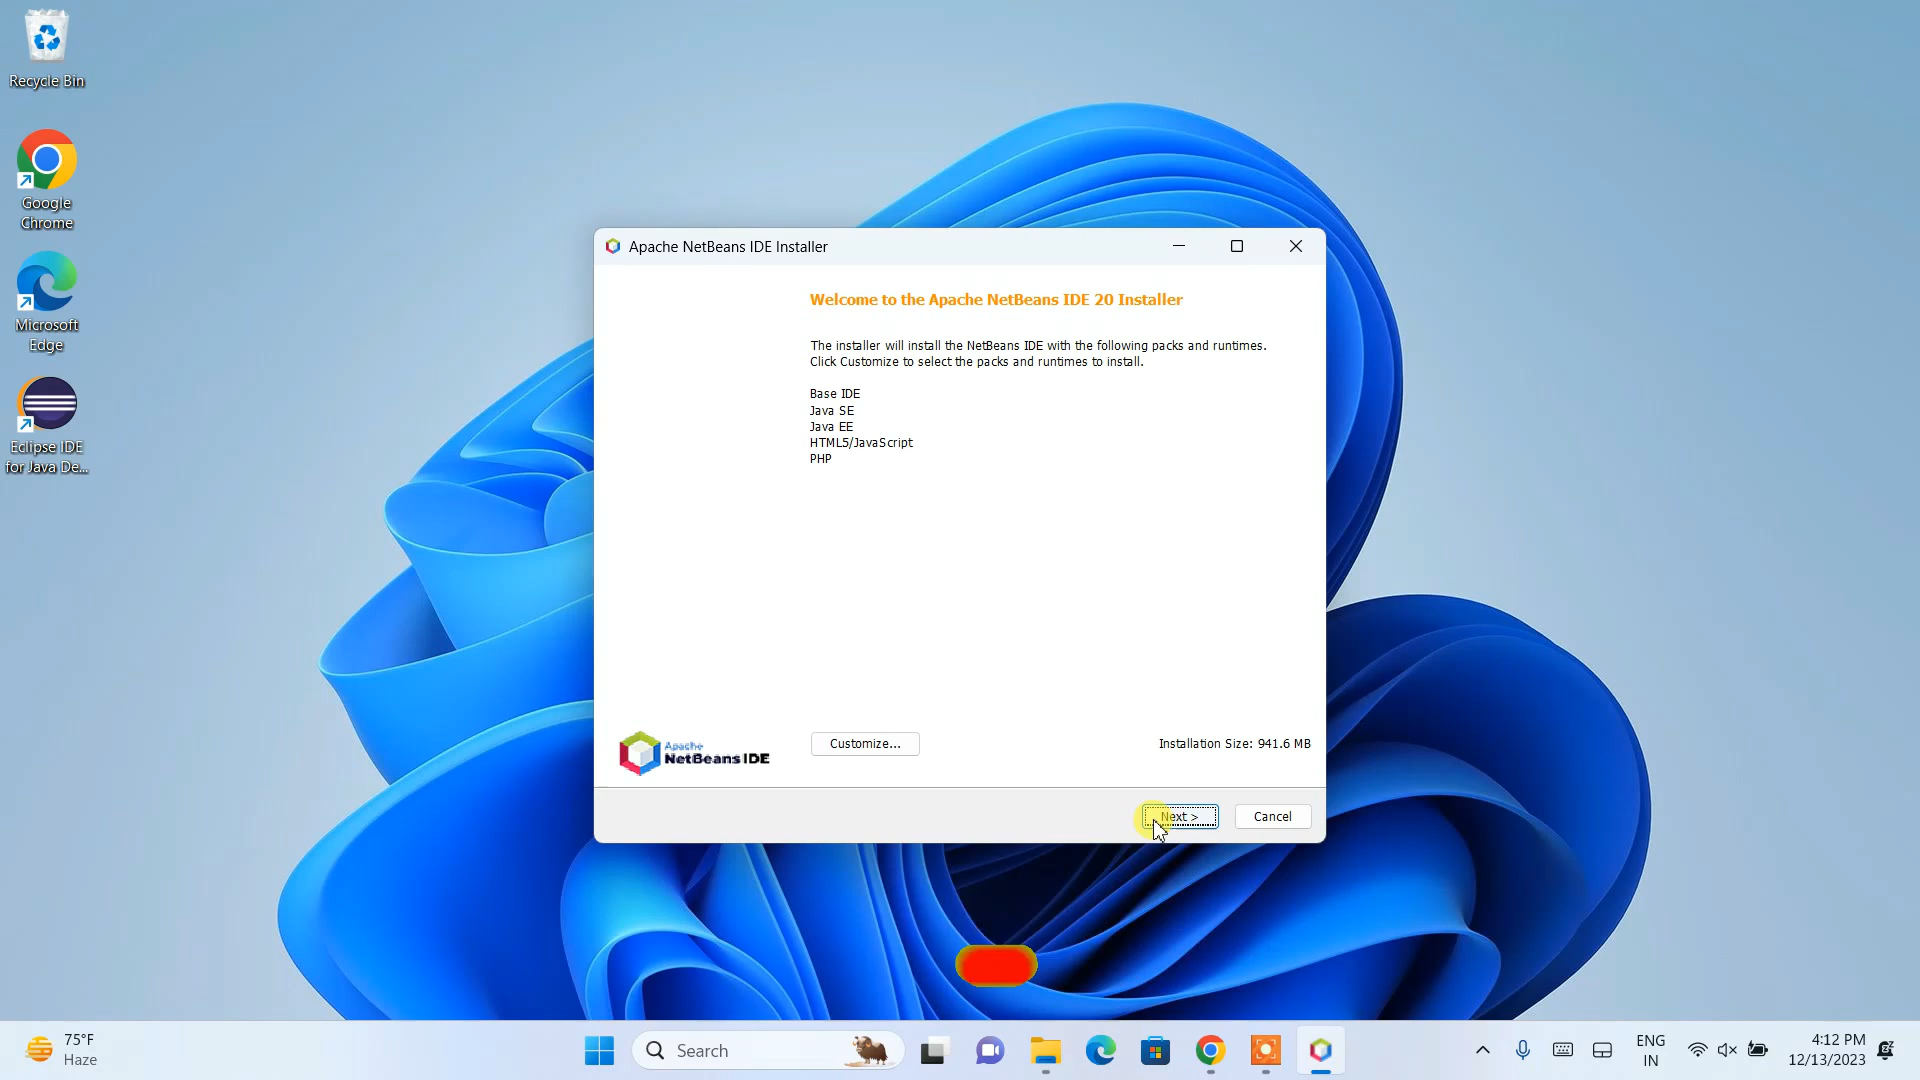 Recycle Bin
Google
Chrome
Microsoft
Edge
Eclipse IDE
for Java De...
Apache NetBeans IDE Installer
Welcome to the Apache NetBeans IDE 20 Installer
The installer will install the NetBeans IDE with the following packs and runtimes.
Click Customize to select the packs and runtimes to install.
Base IDE
Java SE
Java EE
HTML5/JavaScript
PHP
Apache
NetBeans IDE
Customize...
Installation Size: 941.6 MB
Next >
Cancel
75°F
Haze
Search
ENG
IN
4:12 PM
12/13/2023